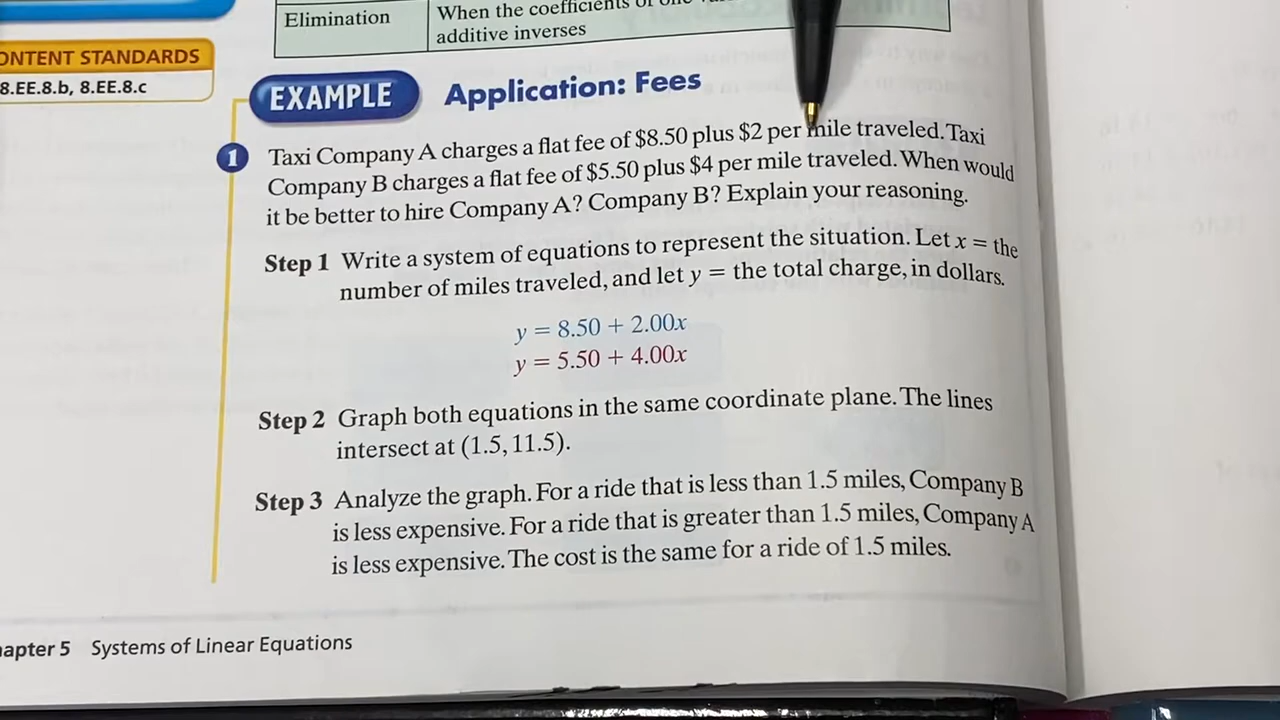 Elimination
When the coefficients of one
additive inverses
ONTENT STANDARDS
8.EE.8.b, 8.EE.8.c
EXAMPLE Application: Fees
1 Taxi Company A charges a flat fee of $8.50 plus $2 per mile traveled. Taxi
Company B charges a flat fee of $5.50 plus $4 per mile traveled. When would
it be better to hire Company A? Company B? Explain your reasoning.
Step 1 Write a system of equations to represent the situation. Let x = the
number of miles traveled, and let y = the total charge, in dollars.
y = 8.50 + 2.00x
y = 5.50 + 4.00x
Step 2 Graph both equations in the same coordinate plane. The lines
intersect at (1.5, 11.5).
Step 3 Analyze the graph. For a ride that is less than 1.5 miles, Company B
is less expensive. For a ride that is greater than 1.5 miles, Company A
is less expensive. The cost is the same for a ride of 1.5 miles.
hapter 5 Systems of Linear Equations